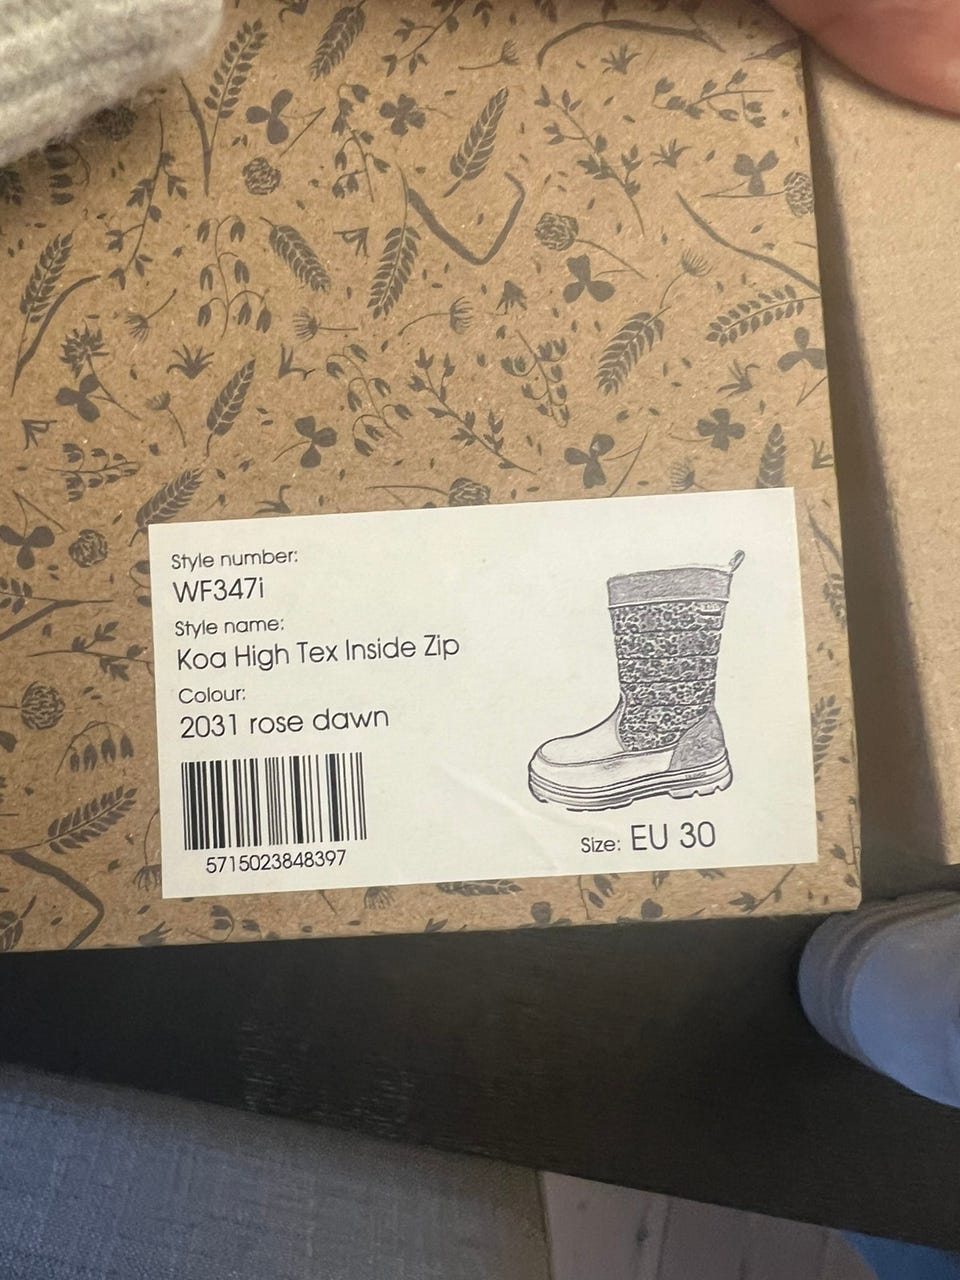 Style number:
WF347i
Style name:
Koa High Tex Inside Zip
Colour:
2031 rose dawn
5715023848397
Size: EU 30